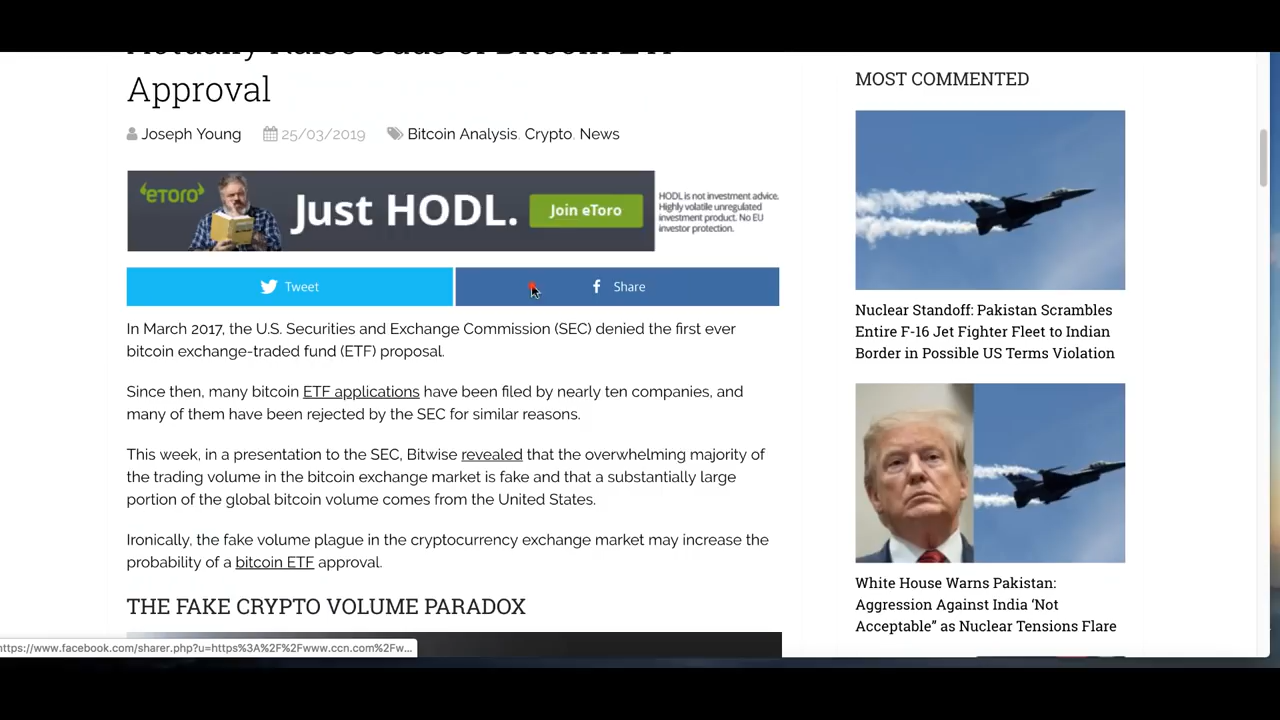 Actually Raise Odds of Bitcoin ETF
Approval
Joseph Young 25/03/2019 Bitcoin Analysis, Crypto, News
eToro
Just HODL.
Join eToro
HODL is not investment advice.
Highly volatile unregulated
investment product. No EU
investor protection.
Tweet
Share
In March 2017, the U.S. Securities and Exchange Commission (SEC) denied the first ever
bitcoin exchange-traded fund (ETF) proposal.
Since then, many bitcoin ETF applications have been filed by nearly ten companies, and
many of them have been rejected by the SEC for similar reasons.
This week, in a presentation to the SEC, Bitwise revealed that the overwhelming majority of
the trading volume in the bitcoin exchange market is fake and that a substantially large
portion of the global bitcoin volume comes from the United States.
Ironically, the fake volume plague in the cryptocurrency exchange market may increase the
probability of a bitcoin ETF approval.
THE FAKE CRYPTO VOLUME PARADOX
https://www.facebook.com/sharer.php?u=https%3A%2F%2Fwww.ccn.com%2Fw...
MOST COMMENTED
Nuclear Standoff: Pakistan Scrambles
Entire F-16 Jet Fighter Fleet to Indian
Border in Possible US Terms Violation
White House Warns Pakistan:
Aggression Against India ‘Not
Acceptable” as Nuclear Tensions Flare